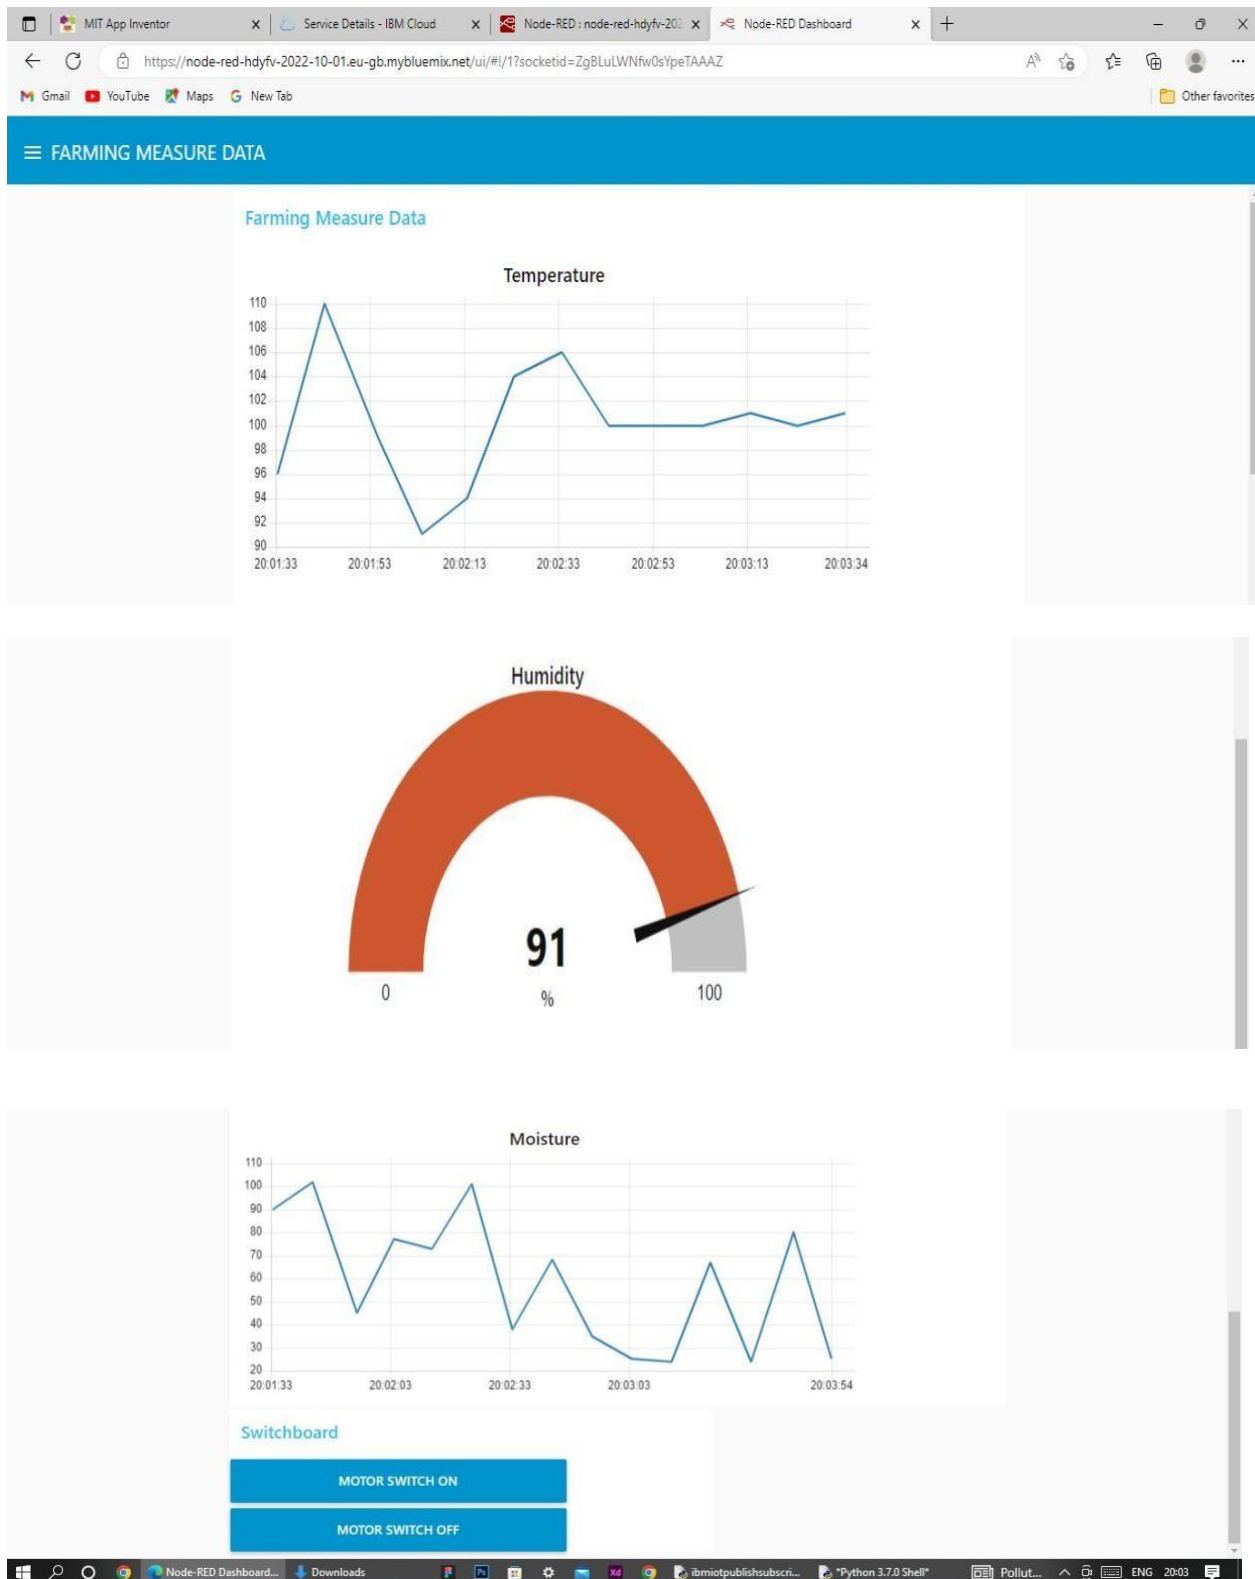 MIT App Inventor Service Details - IBM Cloud Node-RED : node-red-hdyfv-202 Node-RED Dashboard
https://node-red-hdyfv-2022-10-01.eu-gb.mybluemix.net/ui/#!/1?socketid=ZgBLuLWNfw0sYpeTAAAZ
Gmail YouTube Maps New Tab Other favorites
FARMING MEASURE DATA
Farming Measure Data
Temperature
110
108
106
104
102
100
98
96
94
92
90
20:01:33 20:01:53 20:02:13 20:02:33 20:02:53 20:03:13 20:03:34
Humidity
91
0 % 100
Moisture
110
100
90
80
70
60
50
40
30
20
20:01:33 20:02:03 20:02:33 20:03:03 20:03:54
Switchboard
MOTOR SWITCH ON
MOTOR SWITCH OFF
Node-RED Dashboard... Downloads Ps Xd ibmiotpublishsubscri... *Python 3.7.0 Shell* Pollut... ENG 20:03